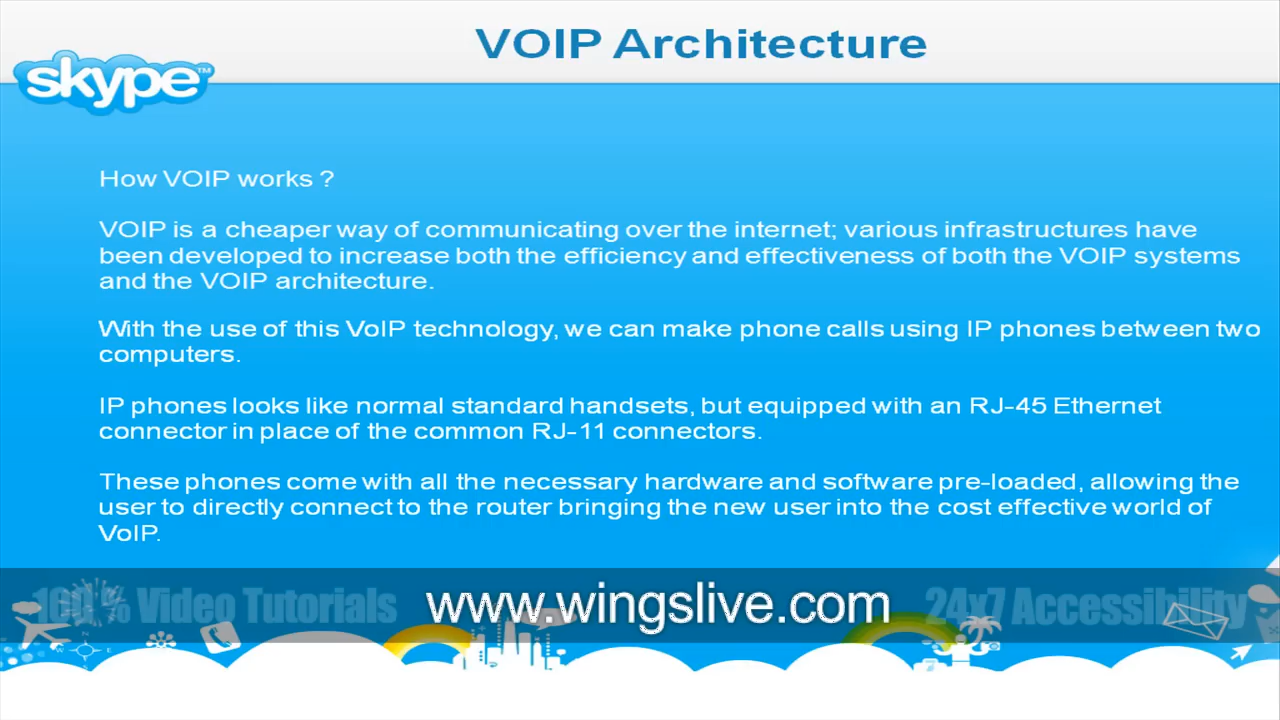 VOIP Architecture
skype™
How VOIP works ?
VOIP is a cheaper way of communicating over the internet; various infrastructures have
been developed to increase both the efficiency and effectiveness of both the VOIP systems
and the VOIP architecture.
With the use of this VoIP technology, we can make phone calls using IP phones between two
computers.
IP phones looks like normal standard handsets, but equipped with an RJ-45 Ethernet
connector in place of the common RJ-11 connectors.
These phones come with all the necessary hardware and software pre-loaded, allowing the
user to directly connect to the router bringing the new user into the cost effective world of
VoIP.
100% Video Tutorials www.wingslive.com 24x7 Accessibility
N
W E